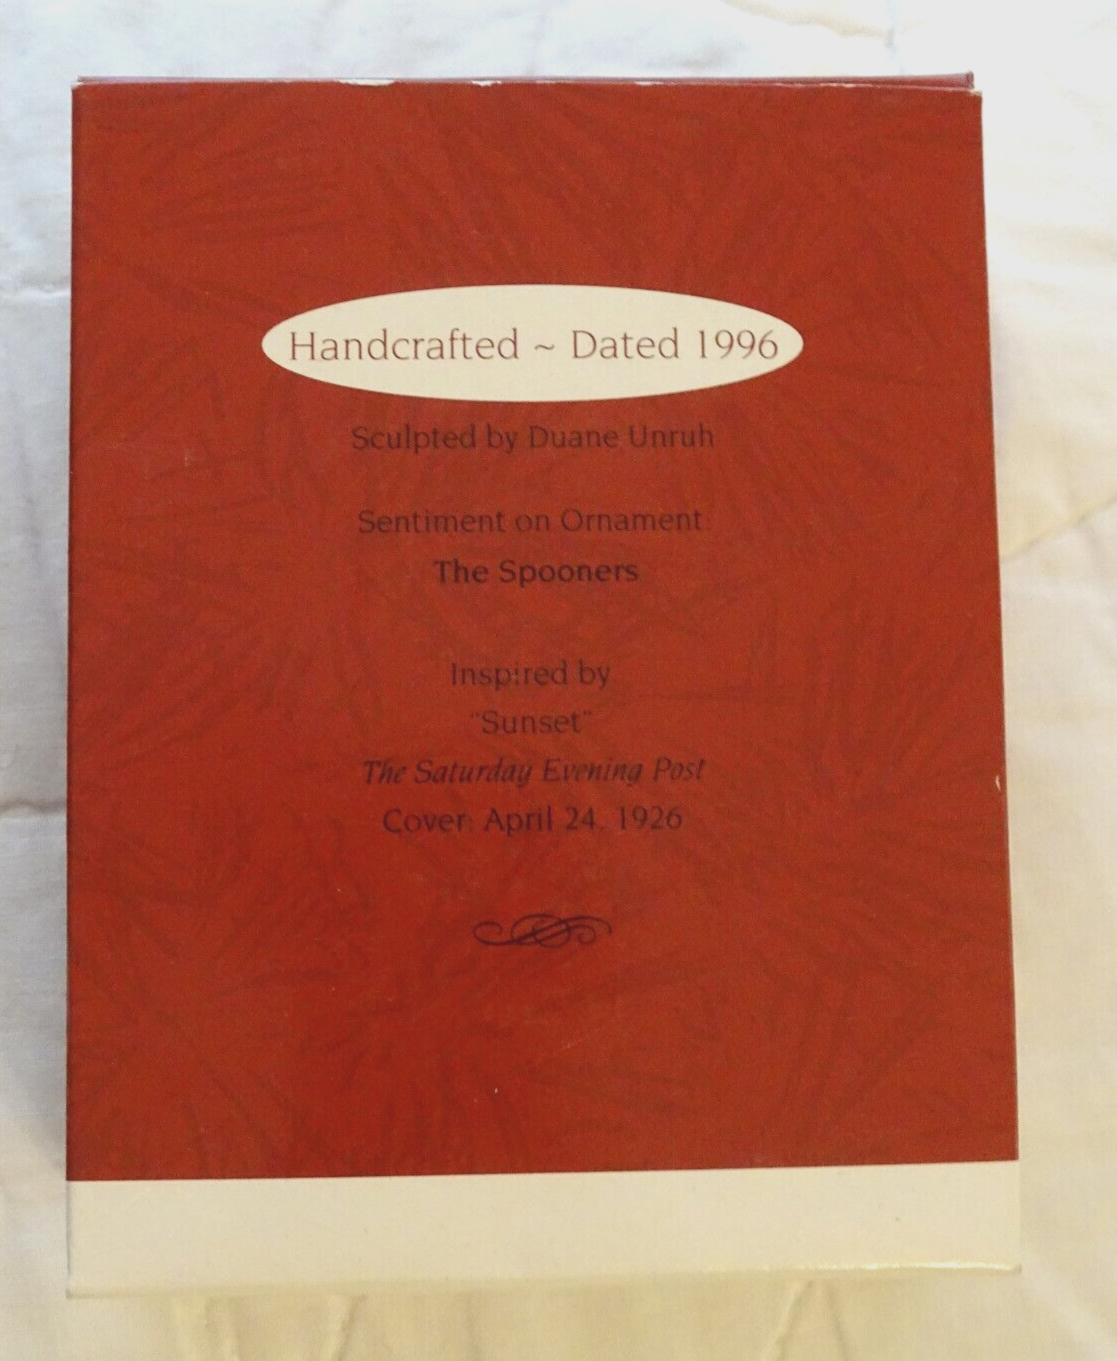 Handcrafted ~ Dated 1996
Sculpted by Duane Unruh
Sentiment on Ornament:
The Spooners
Inspired by
"Sunset"
The Saturday Evening Post
Cover: April 24, 1926